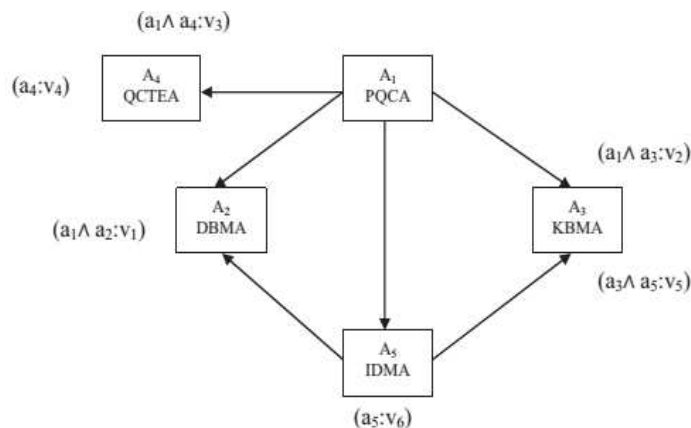 (a₁∧ a₄:v₃)
A₄
QCTEA
(a₄:v₄)
A₁
PQCA
(a₁∧ a₃:v₂)
A₂
DBMA
(a₁∧ a₂:v₁)
A₃
KBMA
(a₃∧ a₅:v₅)
A₅
IDMA
(a₅:v₆)